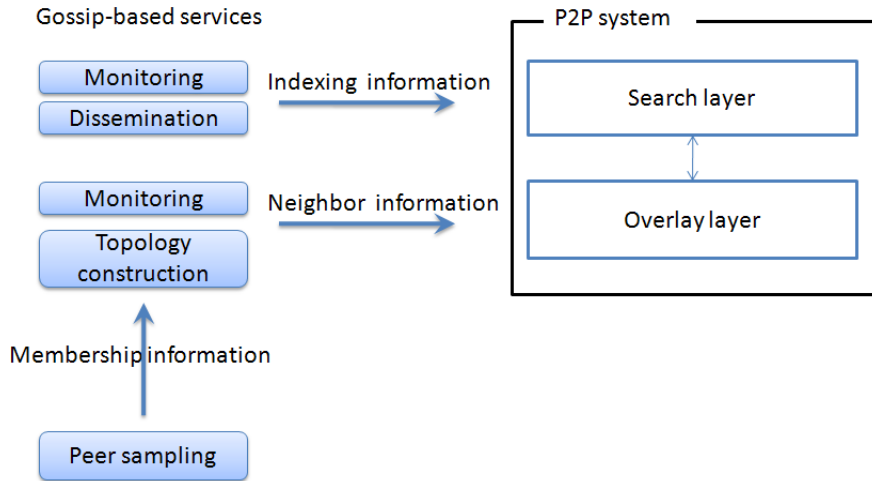 Gossip-based services
P2P system
Monitoring
Dissemination
Indexing information
Search layer
Monitoring
Topology
construction
Neighbor information
Overlay layer
Membership information
Peer sampling